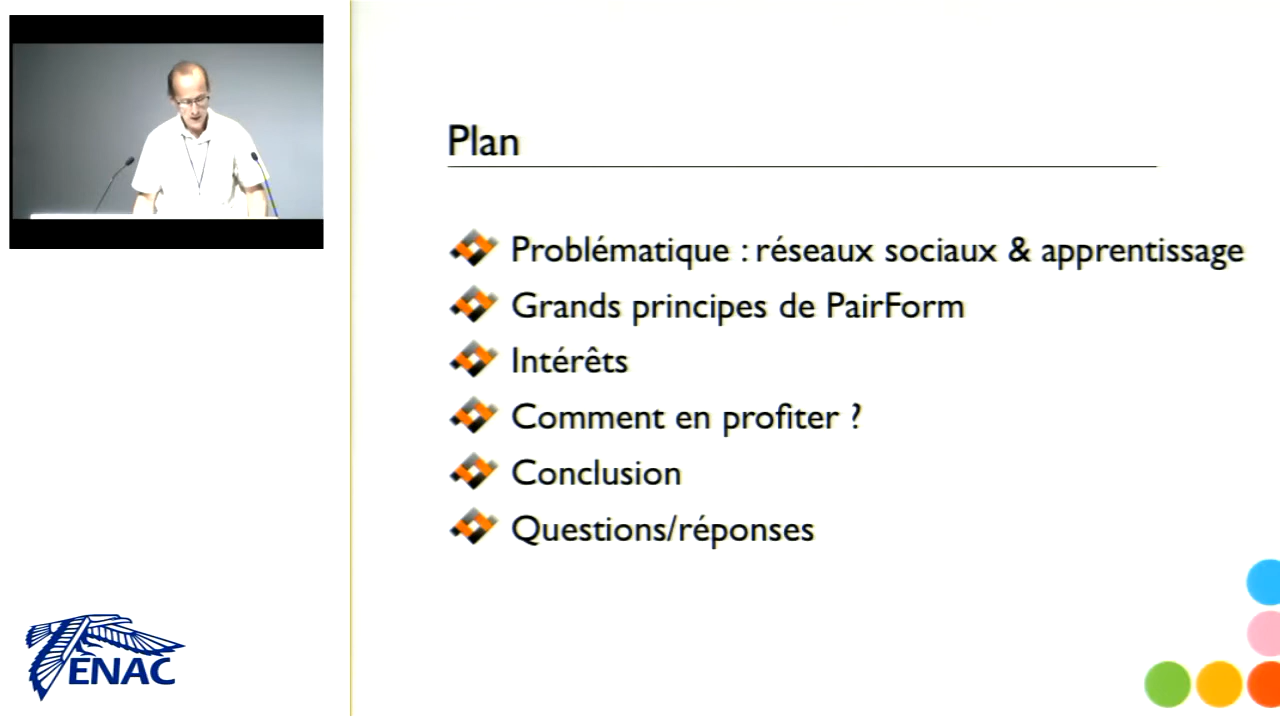 Plan
Problématique : réseaux sociaux & apprentissage
Grands principes de PairForm
Intérêts
Comment en profiter ?
Conclusion
Questions/réponses
ENAC